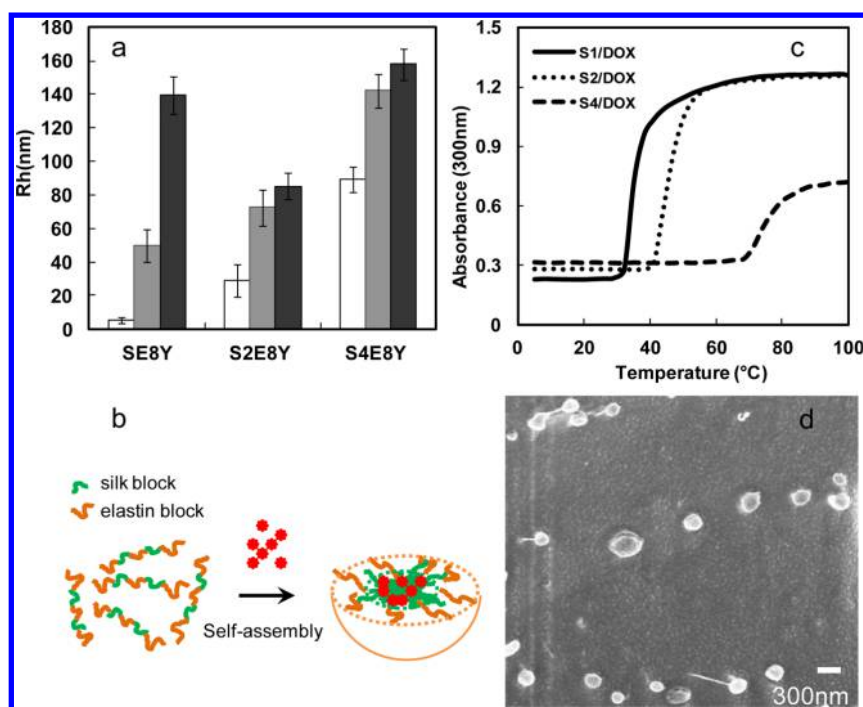 a
Rh(nm)
180
160
140
120
100
80
60
40
20
0
SE8Y S2E8Y S4E8Y
c
S1/DOX
S2/DOX
S4/DOX
Absorbance (300nm)
1.5
1.2
0.9
0.6
0.3
0
0 20 40 60 80 100
Temperature (°C)
b
silk block
elastin block
Self-assembly
d
300nm